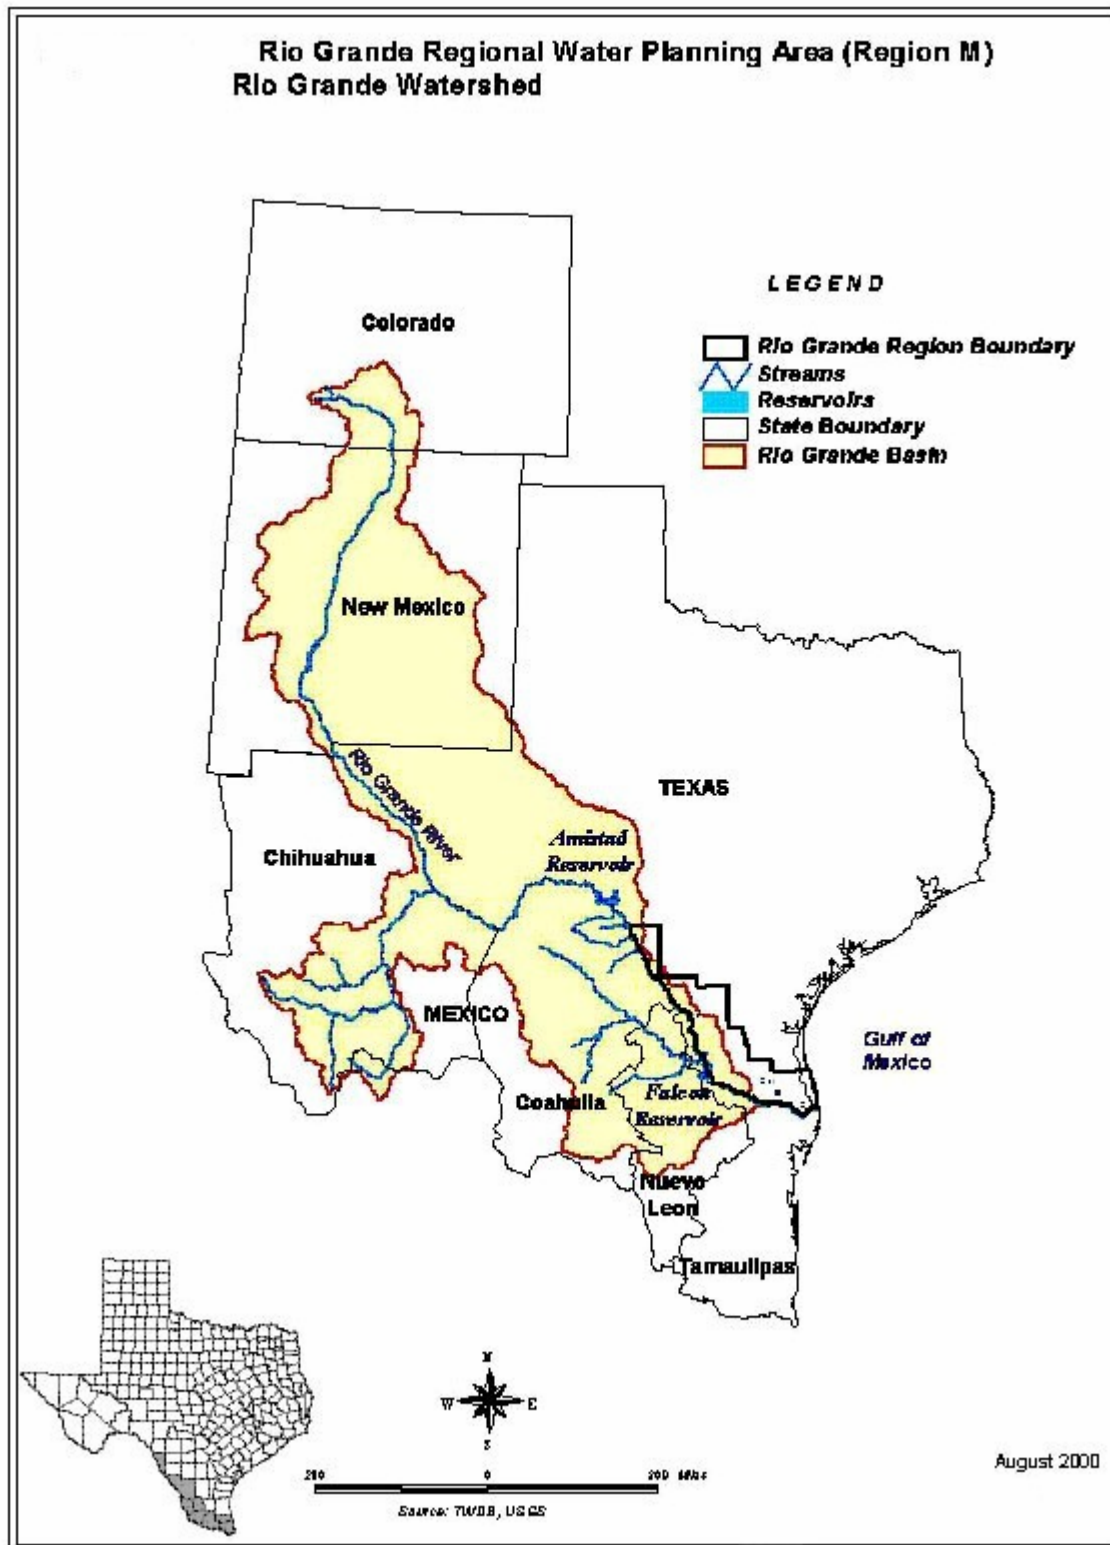 Rio Grande Regional Water Planning Area (Region M)
Rio Grande Watershed
LEGEND
Rio Grande Region Boundary
Streams
Reservoirs
State Boundary
Rio Grande Basin
Colorado
New Mexico
Rio Grande River
TEXAS
Amistad
Reservoir
Chihuahua
MEXICO
Gulf of
Mexico
Coahuila
Falcon
Reservoir
Nuevo
Leon
Tamaulipas
N
W
E
S
200
0
200 Miles
Source: TWDB, USGS
August 2000